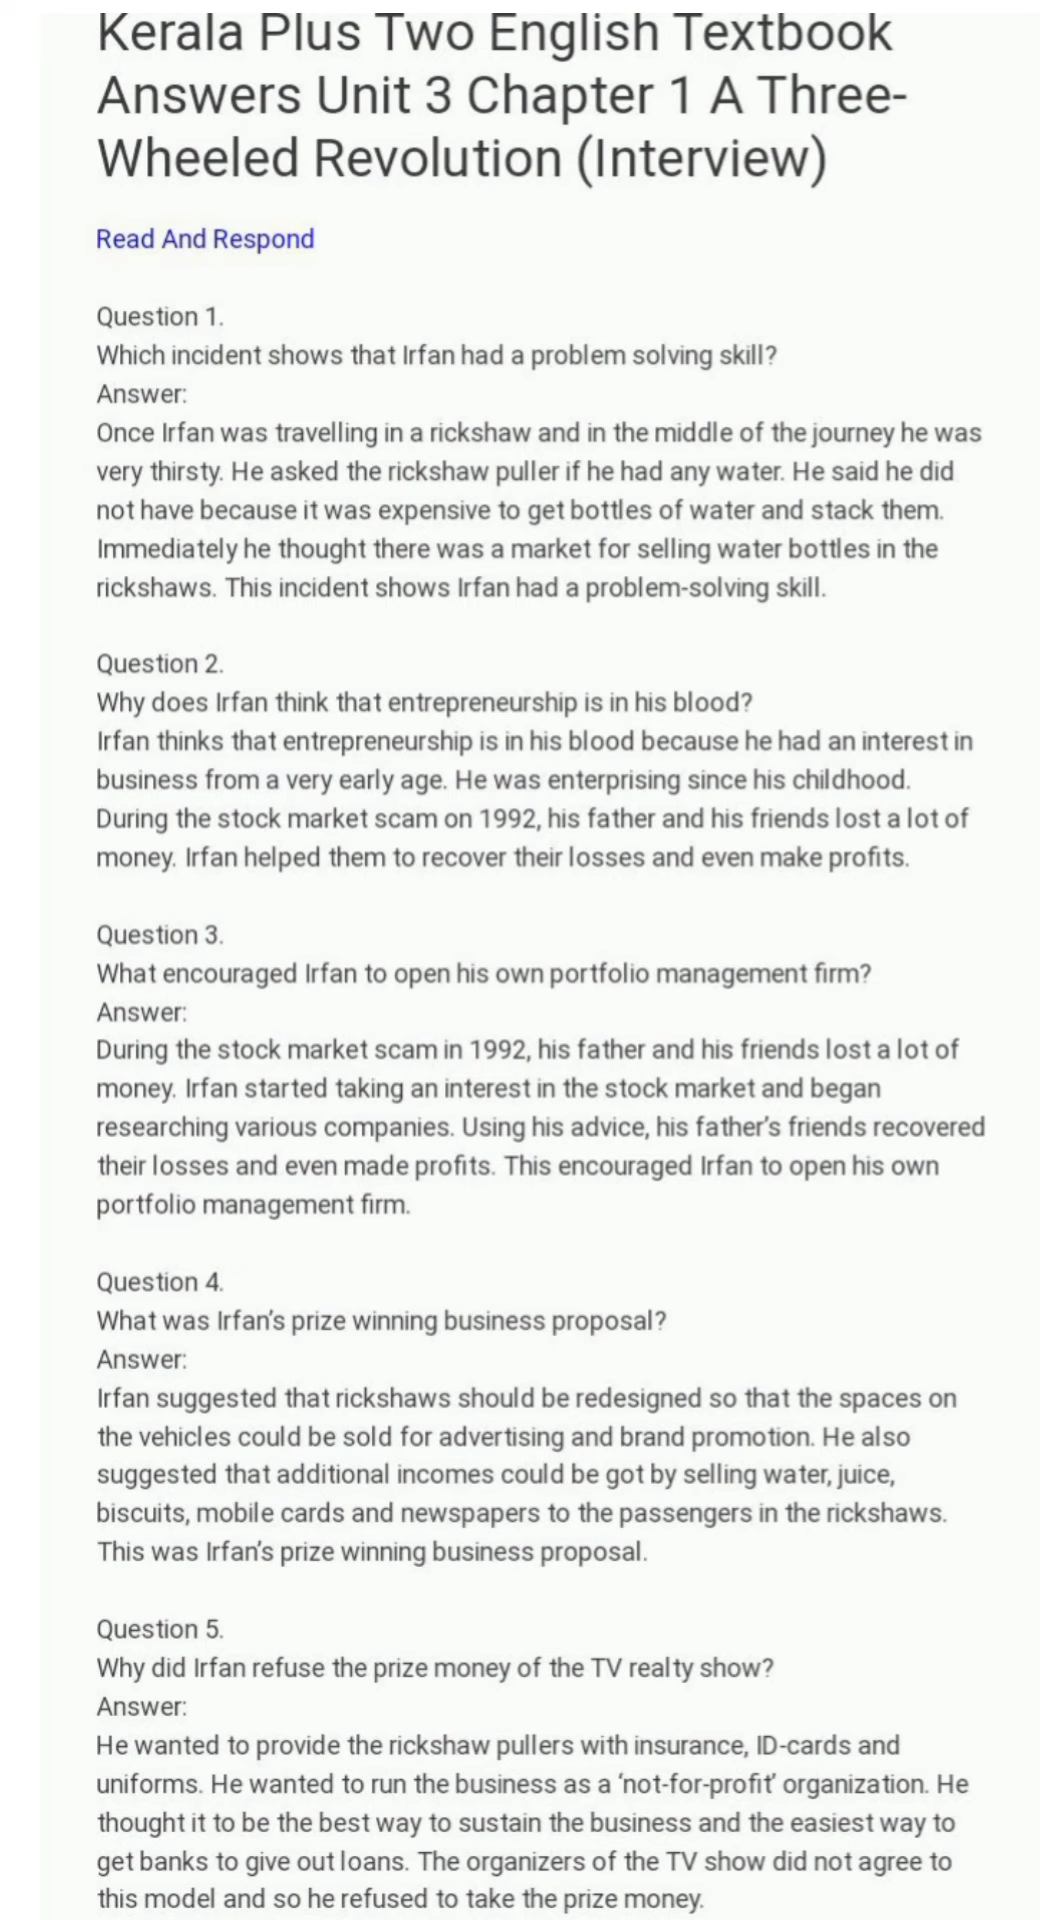 Kerala Plus Two English Textbook
Answers Unit 3 Chapter 1 A Three-
Wheeled Revolution (Interview)
Read And Respond
Question 1.
Which incident shows that Irfan had a problem solving skill?
Answer:
Once Irfan was travelling in a rickshaw and in the middle of the journey he was
very thirsty. He asked the rickshaw puller if he had any water. He said he did
not have because it was expensive to get bottles of water and stack them.
Immediately he thought there was a market for selling water bottles in the
rickshaws. This incident shows Irfan had a problem-solving skill.
Question 2.
Why does Irfan think that entrepreneurship is in his blood?
Irfan thinks that entrepreneurship is in his blood because he had an interest in
business from a very early age. He was enterprising since his childhood.
During the stock market scam on 1992, his father and his friends lost a lot of
money. Irfan helped them to recover their losses and even make profits.
Question 3.
What encouraged Irfan to open his own portfolio management firm?
Answer:
During the stock market scam in 1992, his father and his friends lost a lot of
money. Irfan started taking an interest in the stock market and began
researching various companies. Using his advice, his father’s friends recovered
their losses and even made profits. This encouraged Irfan to open his own
portfolio management firm.
Question 4.
What was Irfan’s prize winning business proposal?
Answer:
Irfan suggested that rickshaws should be redesigned so that the spaces on
the vehicles could be sold for advertising and brand promotion. He also
suggested that additional incomes could be got by selling water, juice,
biscuits, mobile cards and newspapers to the passengers in the rickshaws.
This was Irfan’s prize winning business proposal.
Question 5.
Why did Irfan refuse the prize money of the TV realty show?
Answer:
He wanted to provide the rickshaw pullers with insurance, ID-cards and
uniforms. He wanted to run the business as a ‘not-for-profit’ organization. He
thought it to be the best way to sustain the business and the easiest way to
get banks to give out loans. The organizers of the TV show did not agree to
this model and so he refused to take the prize money.